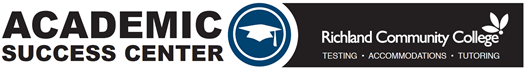 ACADEMIC
SUCCESS CENTER
Richland Community College
TESTING • ACCOMMODATIONS • TUTORING